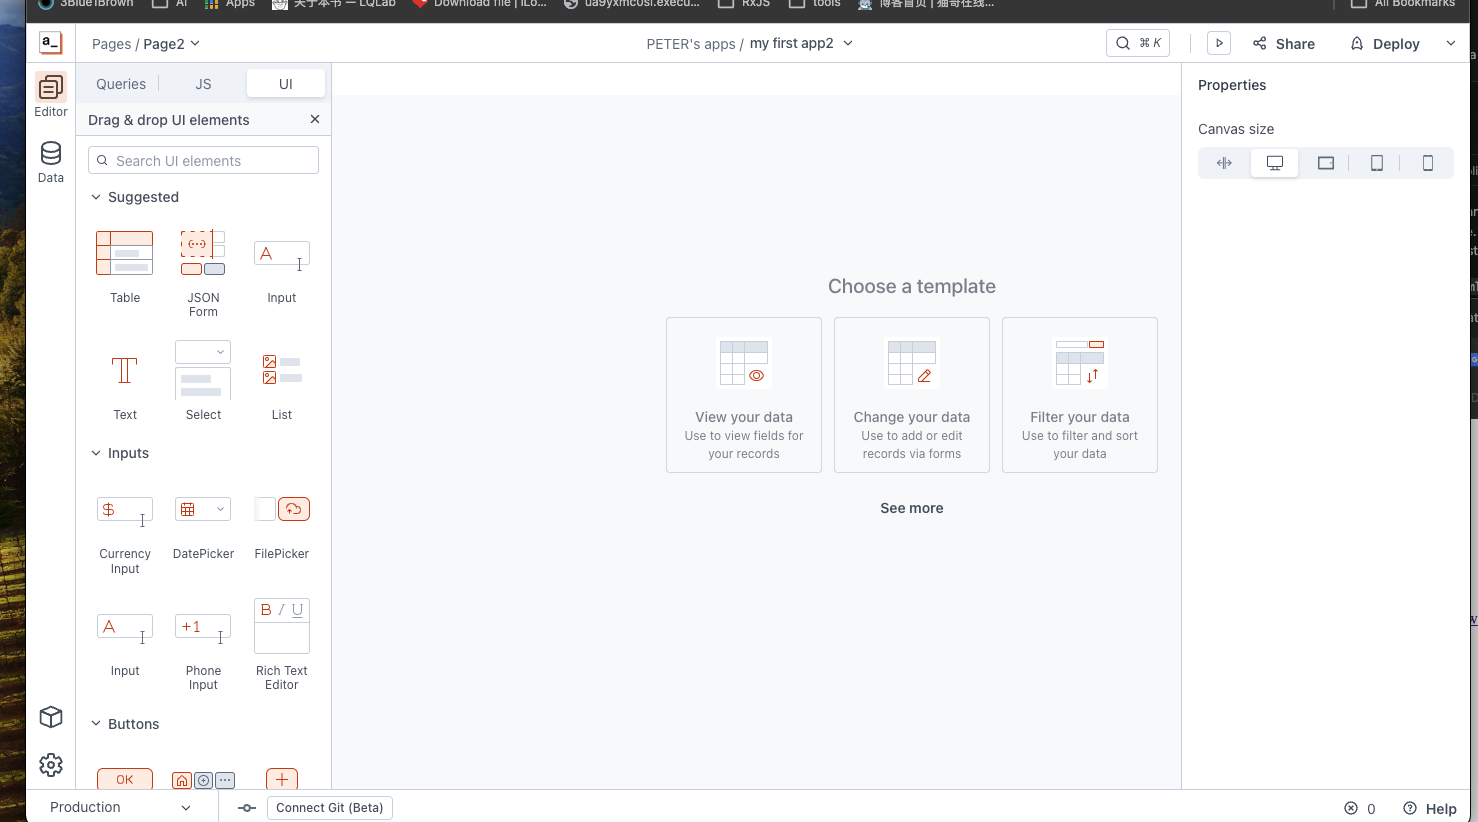 3Blue1Brown
AI
Apps
关于本书 — LQLab
Download file | iLo...
ua9yxmc0si.execu...
RxJS
tools
博客首页 | 猫哥在线...
All Bookmarks
a_
Pages / Page2
PETER's apps / my first app2
⌘ K
Share
Deploy
Editor
Data
Queries
JS
UI
Drag & drop UI elements
Search UI elements
Suggested
Table
JSON
Form
A
Input
Text
Select
List
Inputs
$
Currency
Input
DatePicker
FilePicker
A
Input
+1
Phone
Input
B / U
Rich Text
Editor
Buttons
OK
Choose a template
View your data
Use to view fields for
your records
Change your data
Use to add or edit
records via forms
Filter your data
Use to filter and sort
your data
See more
Properties
Canvas size
Production
Connect Git (Beta)
0
Help